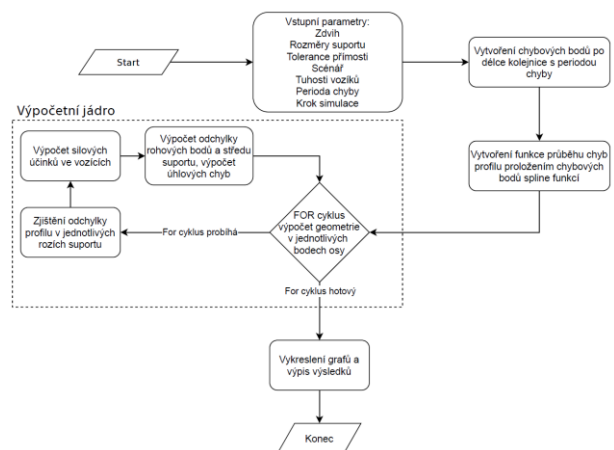 Start
Vstupní parametry:
Zdvih
Rozměry suportu
Tolerance přímosti
Scénář
Tuhosti vozíků
Perioda chyby
Krok simulace
Vytvoření chybových bodů po
délce kolejnice s periodou
chyby
Vytvoření funkce průběhu chyb
profilu proložením chybových
bodů spline funkcí
Výpočetní jádro
Výpočet silových
účinků ve vozících
Výpočet odchylky
rohových bodů a středu
suportu, výpočet
úhlových chyb
FOR cyklus
výpočet geometrie
v jednotlivých
bodech osy
For cyklus probíhá
Zjištění odchylky
profilu v jednotlivých
rozích suportu
For cyklus hotový
Vykreslení grafů a
výpis výsledků
Konec